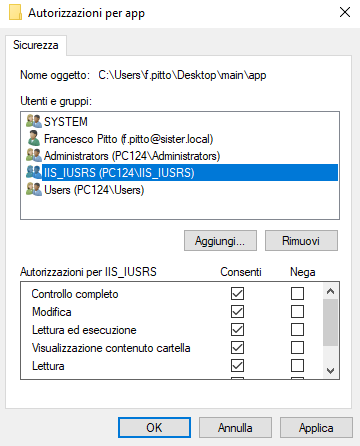 Autorizzazioni per app
Sicurezza
Nome oggetto: C:\Users\f.pitto\Desktop\main\app
Utenti e gruppi:
SYSTEM
Francesco Pitto (f.pitto@sister.local)
Administrators (PC124\Administrators)
IIS_IUSRS (PC124\IIS_IUSRS)
Users (PC124\Users)
Aggiungi... Rimuovi
Autorizzazioni per IIS_IUSRS Consenti Nega
Controllo completo
Modifica
Lettura ed esecuzione
Visualizzazione contenuto cartella
Lettura
OK Annulla Applica